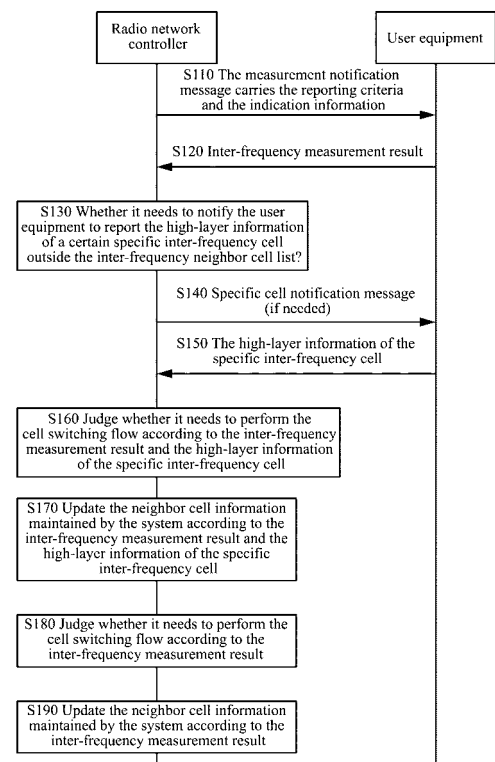 Radio network
controller
User equipment
S110 The measurement notification
message carries the reporting criteria
and the indication information
S120 Inter-frequency measurement result
S130 Whether it needs to notify the user
equipment to report the high-layer information
of a certain specific inter-frequency cell
outside the inter-frequency neighbor cell list?
S140 Specific cell notification message
(if needed)
S150 The high-layer information of the
specific inter-frequency cell
S160 Judge whether it needs to perform the
cell switching flow according to the inter-frequency
measurement result and the high-layer information
of the specific inter-frequency cell
S170 Update the neighbor cell information
maintained by the system according to the
inter-frequency measurement result and the
high-layer information of the specific
inter-frequency cell
S180 Judge whether it needs to perform the
cell switching flow according to the
inter-frequency measurement result
S190 Update the neighbor cell information
maintained by the system according to the
inter-frequency measurement result